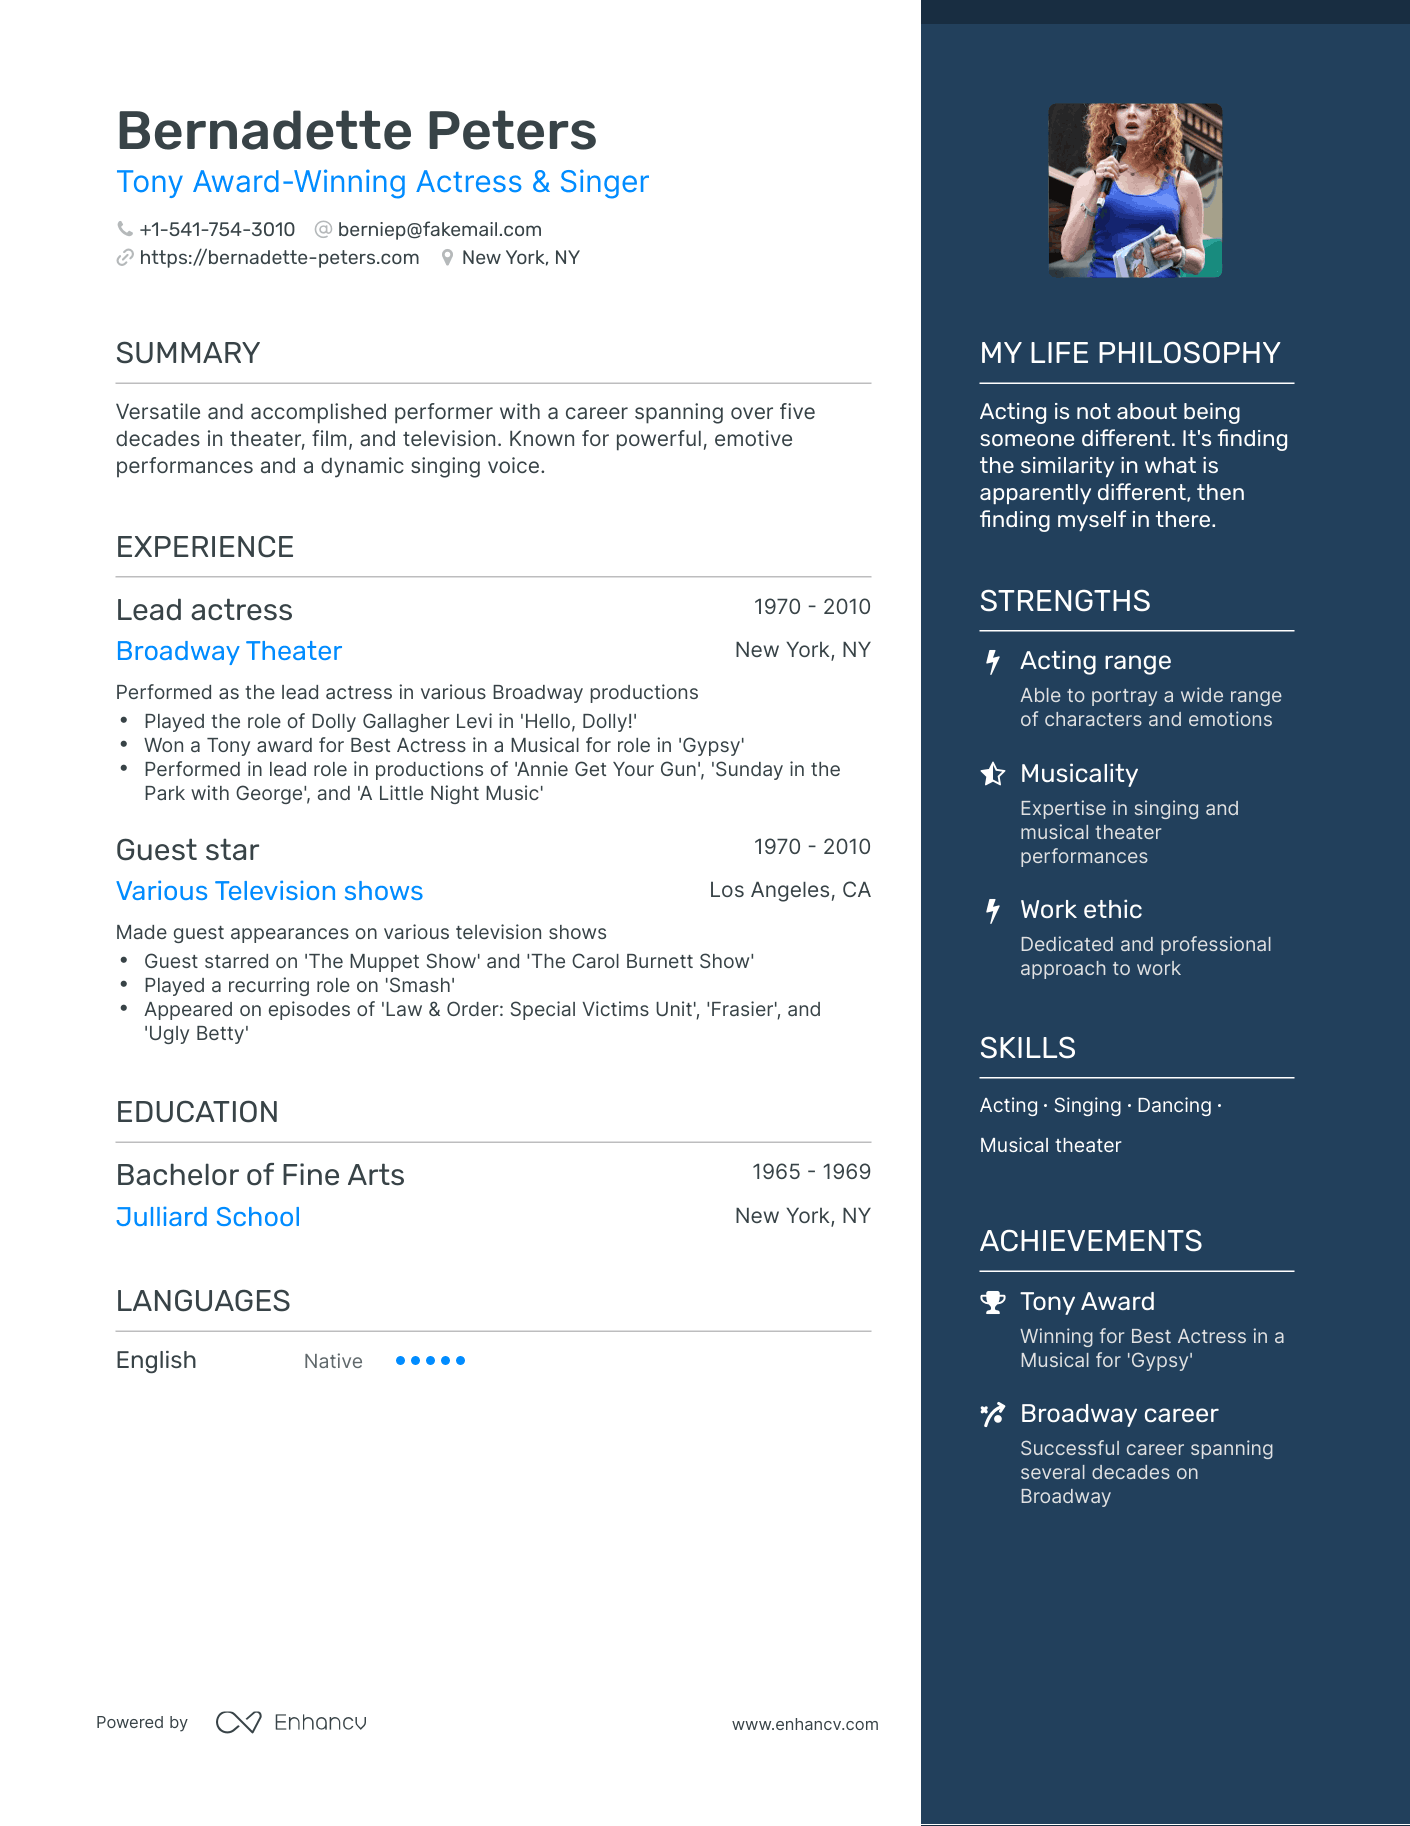 Bernadette Peters
Tony Award-Winning Actress & Singer
+1-541-754-3010 berniep@fakemail.com
https://bernadette-peters.com New York, NY
SUMMARY
Versatile and accomplished performer with a career spanning over five
decades in theater, film, and television. Known for powerful, emotive
performances and a dynamic singing voice.
EXPERIENCE
Lead actress 1970 - 2010
Broadway Theater New York, NY
Performed as the lead actress in various Broadway productions
• Played the role of Dolly Gallagher Levi in 'Hello, Dolly!'
• Won a Tony award for Best Actress in a Musical for role in 'Gypsy'
• Performed in lead role in productions of 'Annie Get Your Gun', 'Sunday in the
Park with George', and 'A Little Night Music'
Guest star 1970 - 2010
Various Television shows Los Angeles, CA
Made guest appearances on various television shows
• Guest starred on 'The Muppet Show' and 'The Carol Burnett Show'
• Played a recurring role on 'Smash'
• Appeared on episodes of 'Law & Order: Special Victims Unit', 'Frasier', and
'Ugly Betty'
EDUCATION
Bachelor of Fine Arts 1965 - 1969
Julliard School New York, NY
LANGUAGES
English Native
MY LIFE PHILOSOPHY
Acting is not about being
someone different. It's finding
the similarity in what is
apparently different, then
finding myself in there.
STRENGTHS
Acting range
Able to portray a wide range
of characters and emotions
Musicality
Expertise in singing and
musical theater
performances
Work ethic
Dedicated and professional
approach to work
SKILLS
Acting · Singing · Dancing ·
Musical theater
ACHIEVEMENTS
Tony Award
Winning for Best Actress in a
Musical for 'Gypsy'
Broadway career
Successful career spanning
several decades on
Broadway
Powered by Enhancv
www.enhancv.com